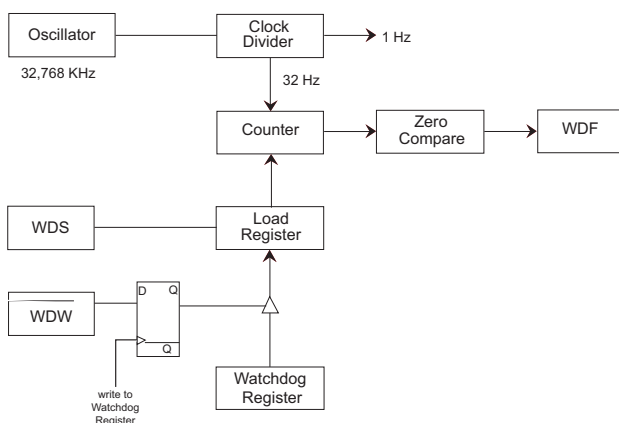 Oscillator
32,768 KHz
Clock
Divider
1 Hz
32 Hz
Counter
Zero
Compare
WDF
WDS
Load
Register
WDW
D Q
Q
write to
Watchdog
Register
Watchdog
Register